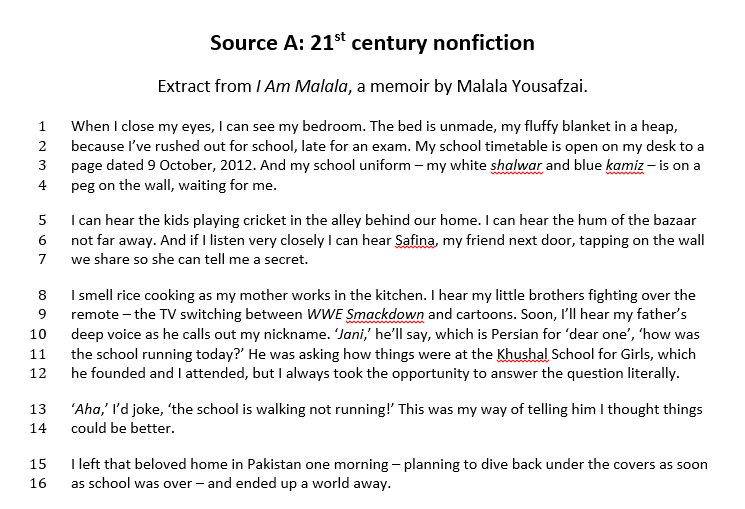 Source A: 21st century nonfiction
Extract from I Am Malala, a memoir by Malala Yousafzai.
1 When I close my eyes, I can see my bedroom. The bed is unmade, my fluffy blanket in a heap,
2 because I’ve rushed out for school, late for an exam. My school timetable is open on my desk to a
3 page dated 9 October, 2012. And my school uniform – my white shalwar and blue kamiz – is on a
4 peg on the wall, waiting for me.
5 I can hear the kids playing cricket in the alley behind our home. I can hear the hum of the bazaar
6 not far away. And if I listen very closely I can hear Safina, my friend next door, tapping on the wall
7 we share so she can tell me a secret.
8 I smell rice cooking as my mother works in the kitchen. I hear my little brothers fighting over the
9 remote – the TV switching between WWE Smackdown and cartoons. Soon, I’ll hear my father’s
10 deep voice as he calls out my nickname. ‘Jani,’ he’ll say, which is Persian for ‘dear one’, ‘how was
11 the school running today?’ He was asking how things were at the Khushal School for Girls, which
12 he founded and I attended, but I always took the opportunity to answer the question literally.
13 ‘Aha,’ I’d joke, ‘the school is walking not running!’ This was my way of telling him I thought things
14 could be better.
15 I left that beloved home in Pakistan one morning – planning to dive back under the covers as soon
16 as school was over – and ended up a world away.